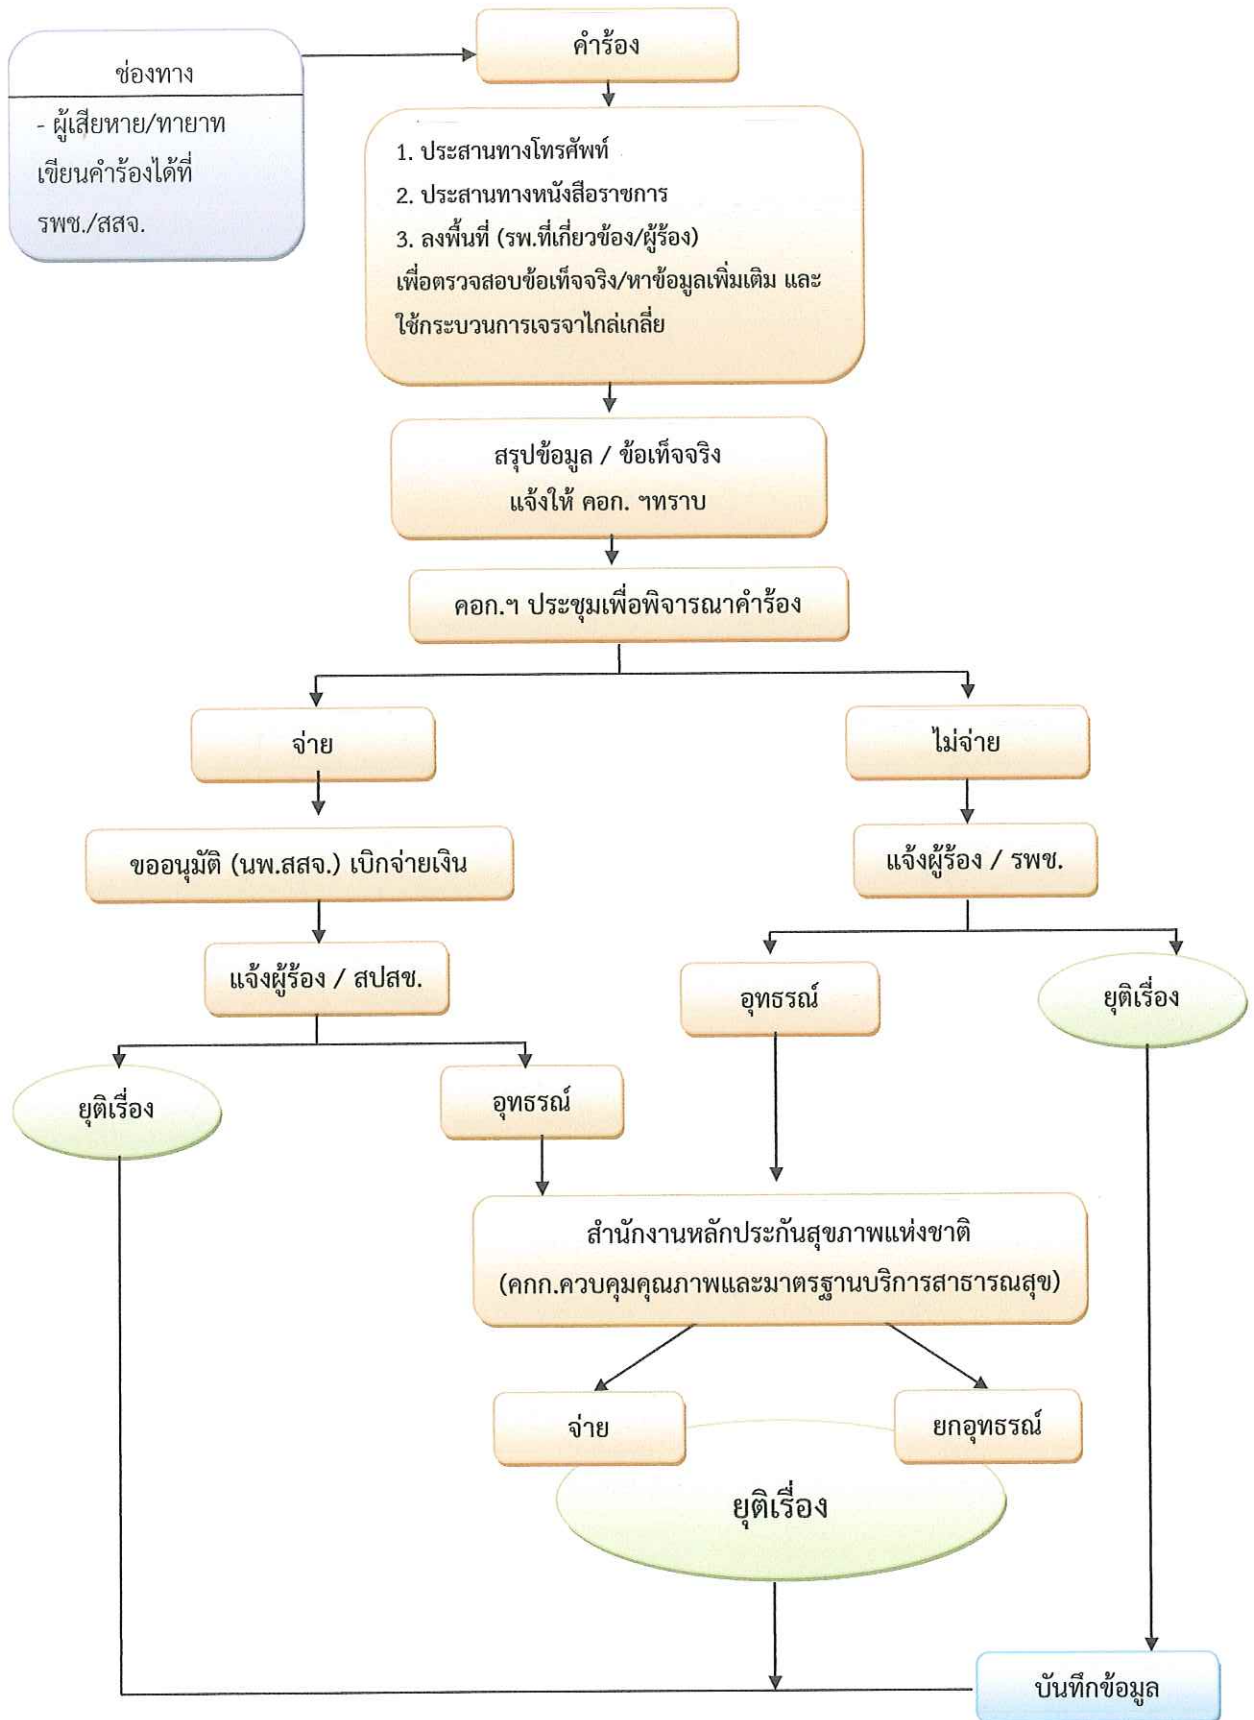 คำร้อง
ช่องทาง
- ผู้เสียหาย/ทายาท
เขียนคำร้องได้ที่
รพช./สสจ.
1. ประสานทางโทรศัพท์
2. ประสานทางหนังสือราชการ
3. ลงพื้นที่ (รพ.ที่เกี่ยวข้อง/ผู้ร้อง)
เพื่อตรวจสอบข้อเท็จจริง/หาข้อมูลเพิ่มเติม และ
ใช้กระบวนการเจรจาไกล่เกลี่ย
สรุปข้อมูล / ข้อเท็จจริง
แจ้งให้ คอก. ฯทราบ
คอก.ฯ ประชุมเพื่อพิจารณาคำร้อง
จ่าย
ไม่จ่าย
ขออนุมัติ (นพ.สสจ.) เบิกจ่ายเงิน
แจ้งผู้ร้อง / รพช.
แจ้งผู้ร้อง / สปสช.
อุทธรณ์
ยุติเรื่อง
ยุติเรื่อง
อุทธรณ์
สำนักงานหลักประกันสุขภาพแห่งชาติ
(คกก.ควบคุมคุณภาพและมาตรฐานบริการสาธารณสุข)
จ่าย
ยกอุทธรณ์
ยุติเรื่อง
บันทึกข้อมูล